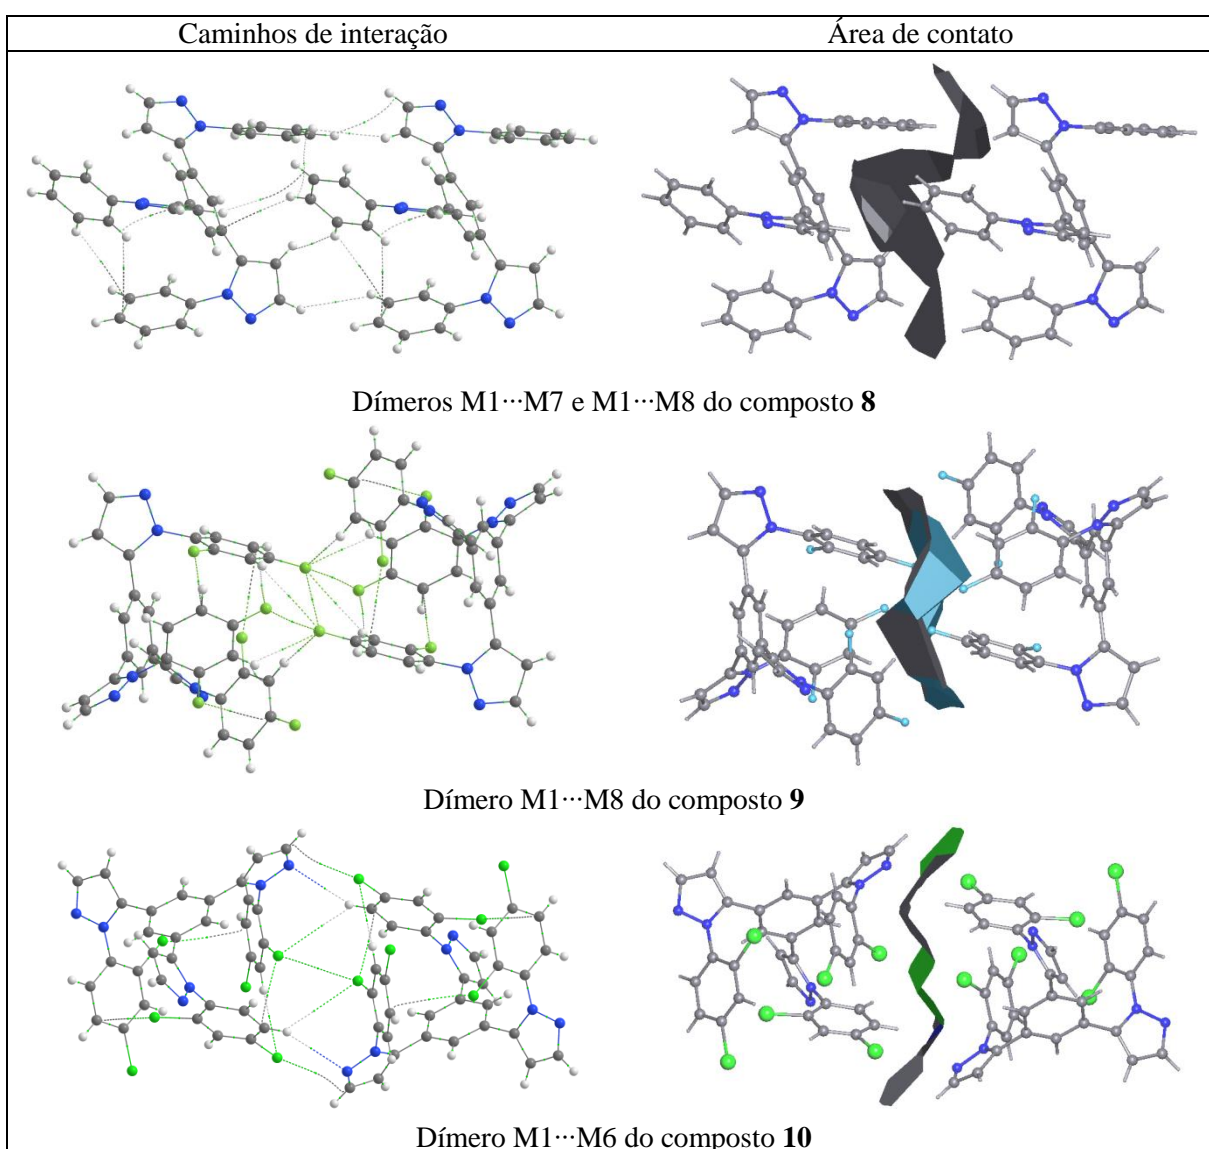 Caminhos de interação
Área de contato
Dímeros M1···M7 e M1···M8 do composto 8
Dímero M1···M8 do composto 9
Dímero M1···M6 do composto 10